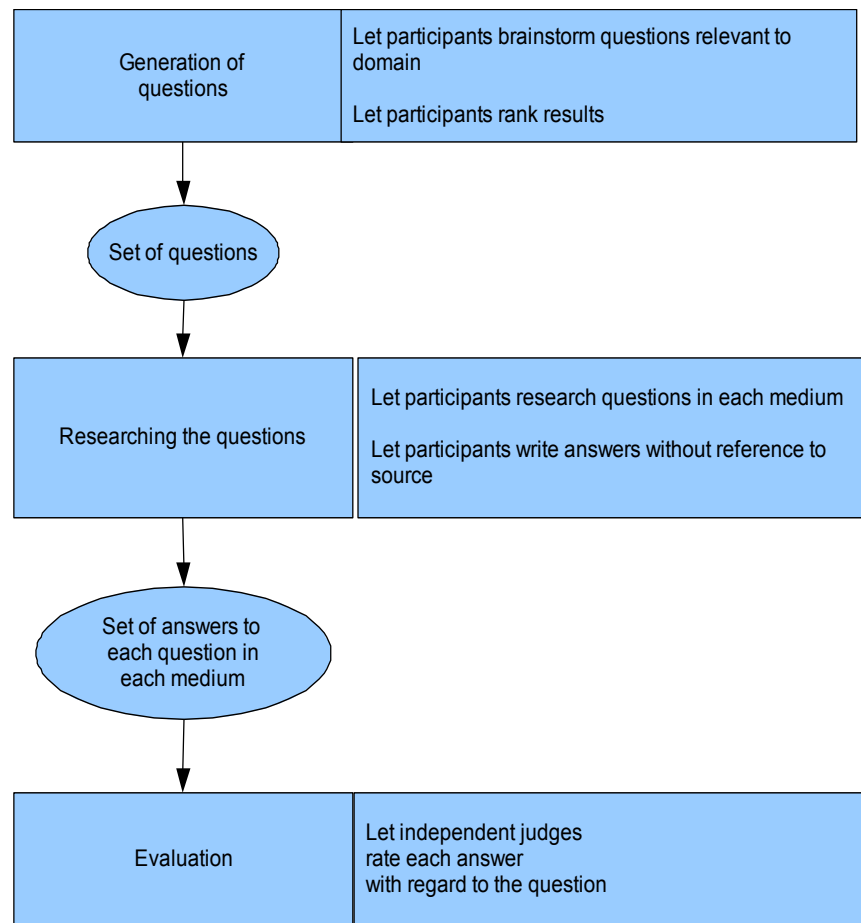 Generation of
questions
Let participants brainstorm questions relevant to
domain
Let participants rank results
Set of questions
Researching the questions
Let participants research questions in each medium
Let participants write answers without reference to
source
Set of answers to
each question in
each medium
Evaluation
Let independent judges
rate each answer
with regard to the question